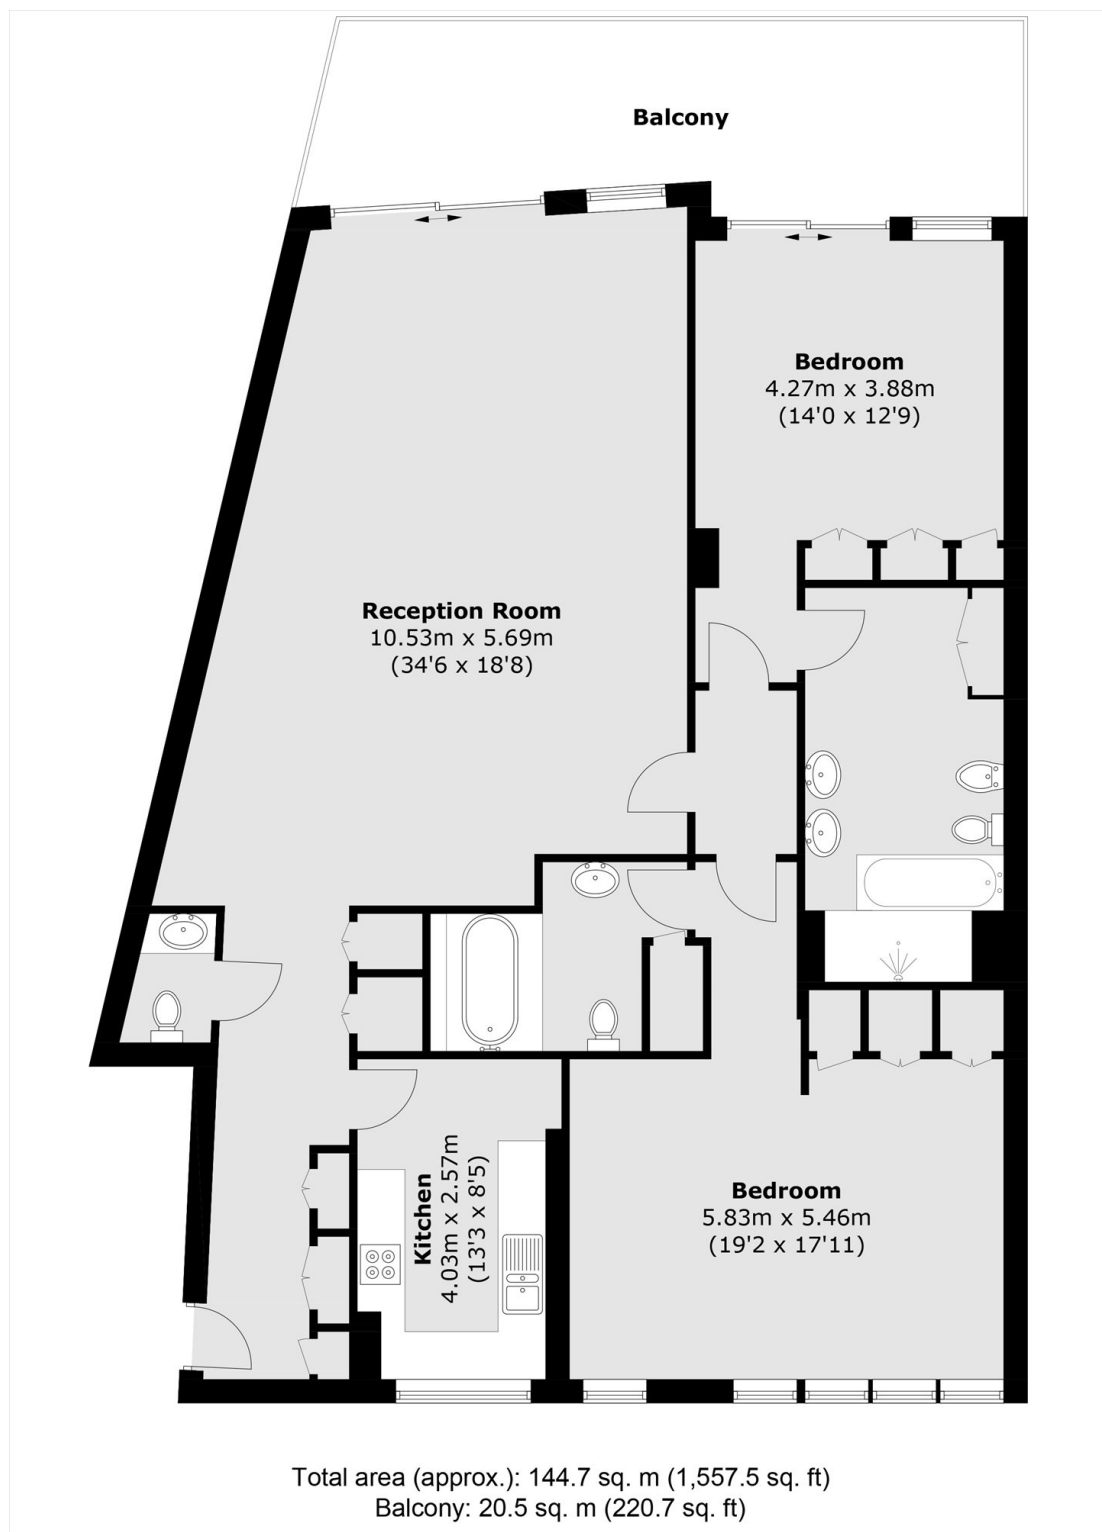 Balcony
Bedroom
4.27m x 3.88m
(14'0 x 12'9)
Reception Room
10.53m x 5.69m
(34'6 x 18'8)
Kitchen
4.03m x 2.57m
(13'3 x 8'5)
Bedroom
5.83m x 5.46m
(19'2 x 17'11)
Total area (approx.): 144.7 sq. m (1,557.5 sq. ft)
Balcony: 20.5 sq. m (220.7 sq. ft)